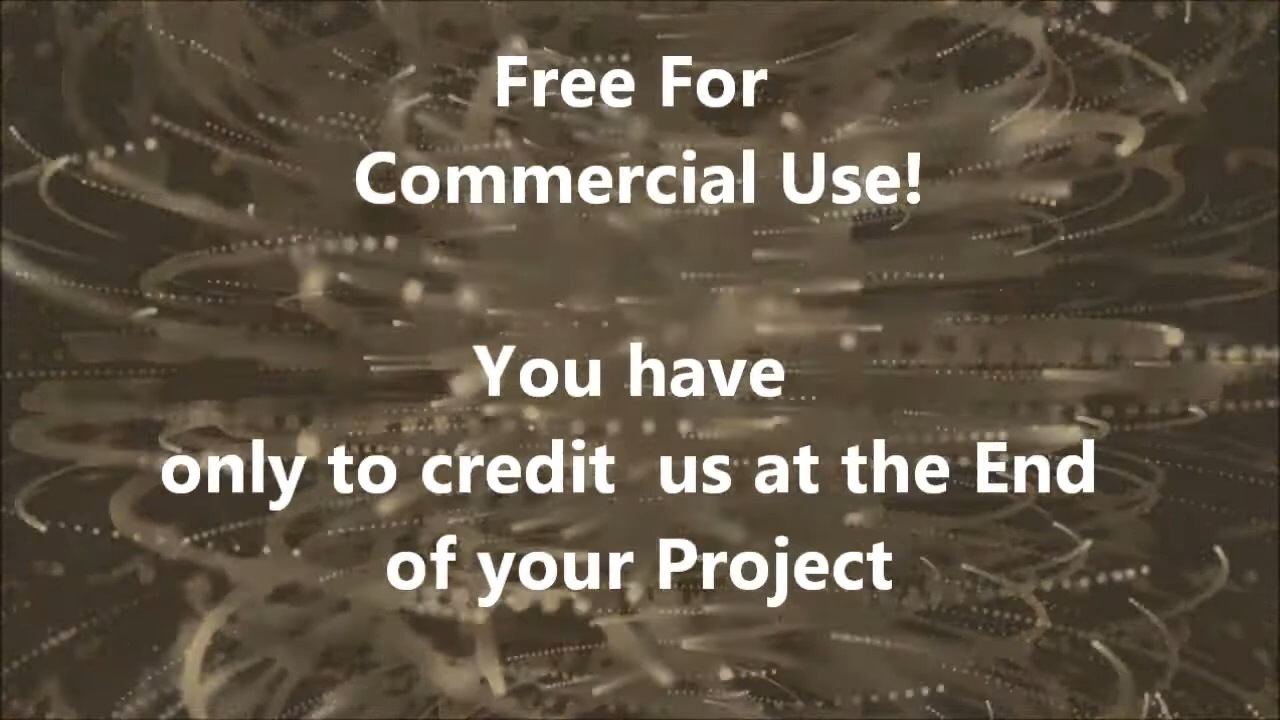 Free For
Commercial Use!
You have
only to credit  us at the End
of your Project